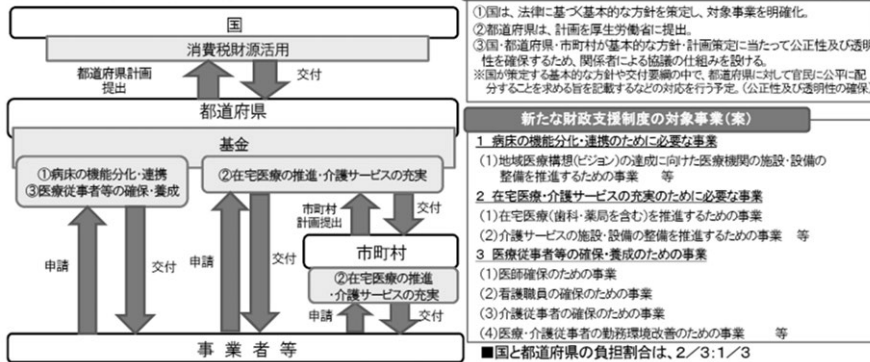 国
消費税財源活用
都道府県計画
提出
交付
都道府県
基金
①病床の機能分化・連携
③医療従事者等の確保・養成
②在宅医療の推進・介護サービスの充実
市町村
計画提出
交付
申請
交付
申請
交付
市町村
②在宅医療の推進
・介護サービスの充実
申請
交付
事業者等
①国は、法律に基づく基本的な方針を策定し、対象事業を明確化。
②都道府県は、計画を厚生労働省に提出。
③国・都道府県・市町村が基本的な方針・計画策定に当たって公正性及び透明
性を確保するため、関係者による協議の仕組みを設ける。
※国が策定する基本的な方針や交付要綱の中で、都道府県に対して官民に公平に配
分することを求める旨を記載するなどの対応を行う予定。(公正性及び透明性の確保)
新たな財政支援制度の対象事業(案)
1 病床の機能分化・連携のために必要な事業
(1)地域医療構想(ビジョン)の達成に向けた医療機関の施設・設備の
整備を推進するための事業 等
2 在宅医療・介護サービスの充実のために必要な事業
(1)在宅医療(歯科・薬局を含む)を推進するための事業
(2)介護サービスの施設・設備の整備を推進するための事業 等
3 医療従事者等の確保・養成のための事業
(1)医師確保のための事業
(2)看護職員の確保のための事業
(3)介護従事者の確保のための事業
(4)医療・介護従事者の勤務環境改善のための事業 等
■国と都道府県の負担割合は、2/3:1/3